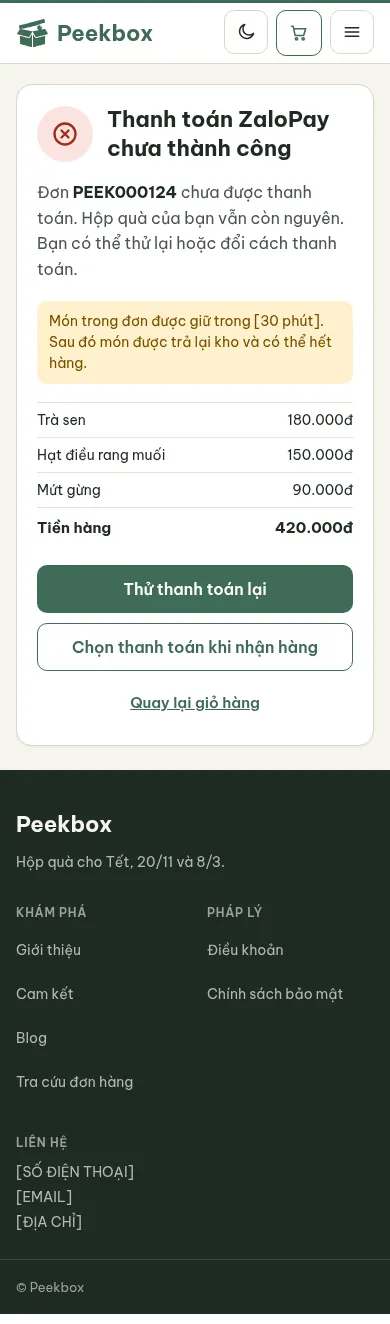 Peekbox
Thanh toán ZaloPay
chưa thành công
Đơn PEEK000124 chưa được thanh
toán. Hộp quà của bạn vẫn còn nguyên.
Bạn có thể thử lại hoặc đổi cách thanh
toán.
Món trong đơn được giữ trong [30 phút].
Sau đó món được trả lại kho và có thể hết
hàng.
Trà sen 180.000đ
Hạt điều rang muối 150.000đ
Mứt gừng 90.000đ
Tiền hàng 420.000đ
Thử thanh toán lại
Chọn thanh toán khi nhận hàng
Quay lại giỏ hàng
Peekbox
Hộp quà cho Tết, 20/11 và 8/3.
KHÁM PHÁ
Giới thiệu
Cam kết
Blog
Tra cứu đơn hàng
PHÁP LÝ
Điều khoản
Chính sách bảo mật
LIÊN HỆ
[SỐ ĐIỆN THOẠI]
[EMAIL]
[ĐỊA CHỈ]
© Peekbox